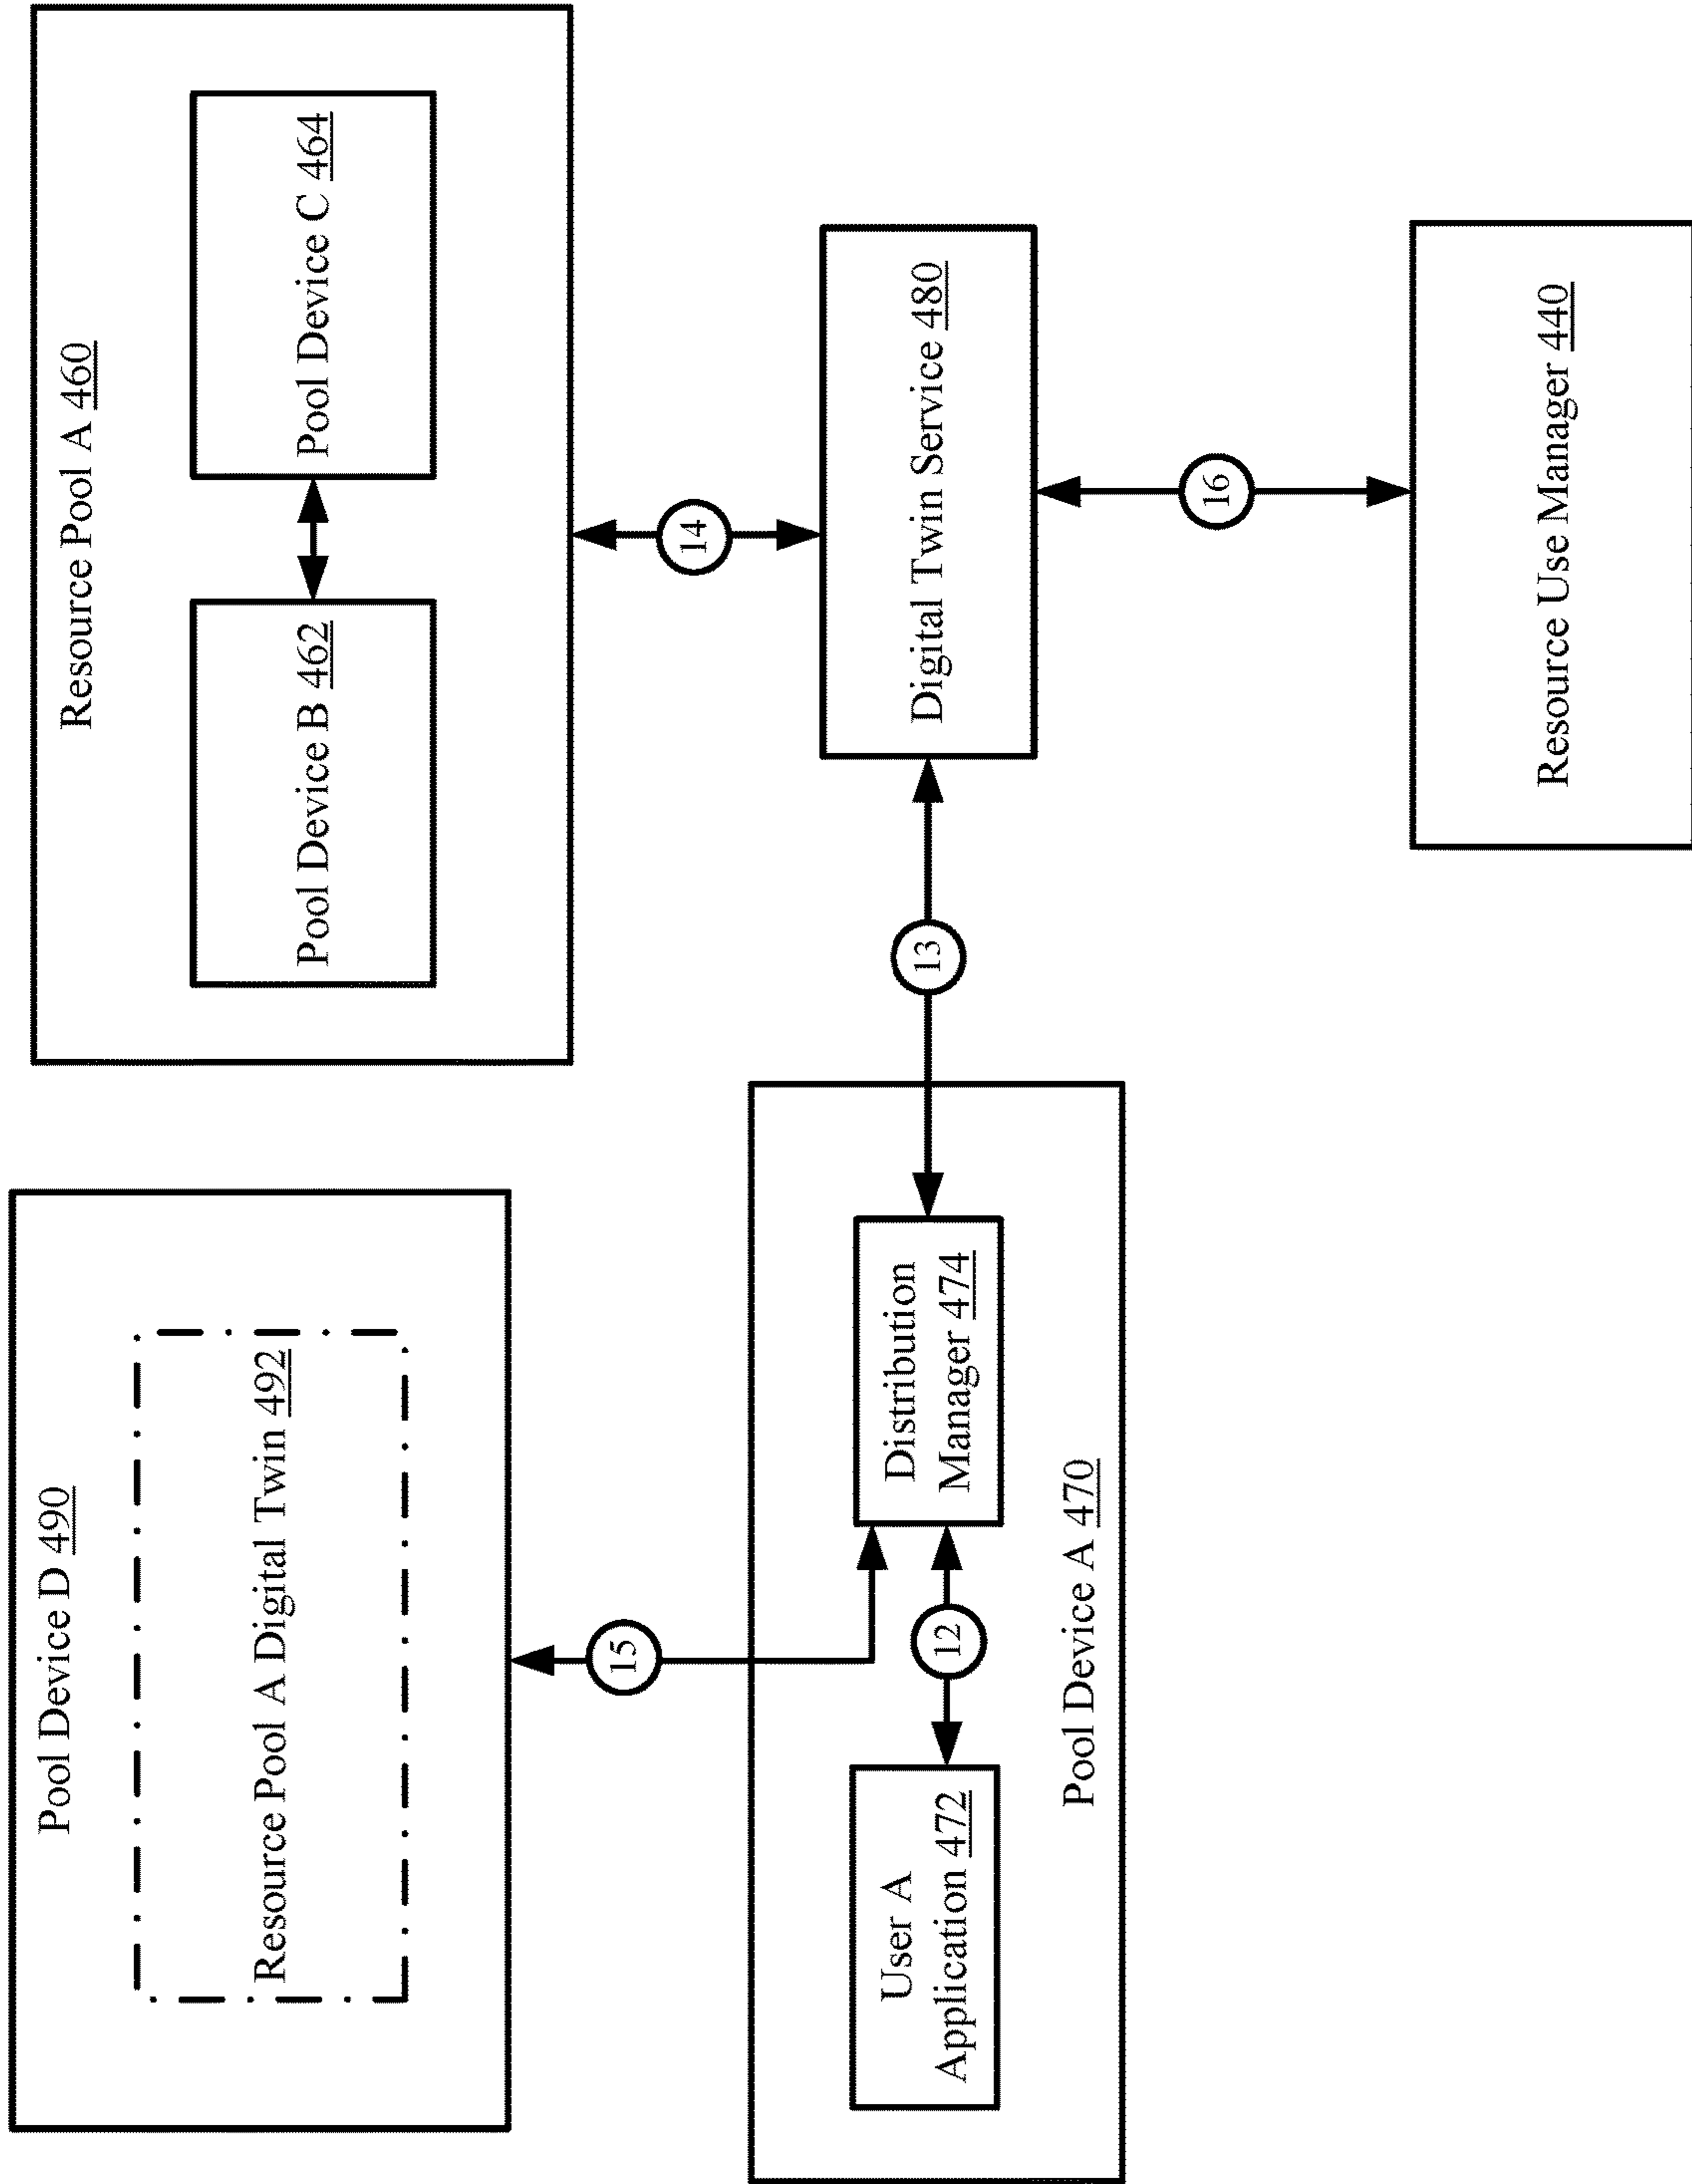 Pool Device D 490
Resource Pool A Digital Twin 492
Resource Pool A 460
Pool Device B 462
Pool Device C 464
15
14
User A
Application 472
12
Distribution
Manager 474
Pool Device A 470
13
Digital Twin Service 480
16
Resource Use Manager 440